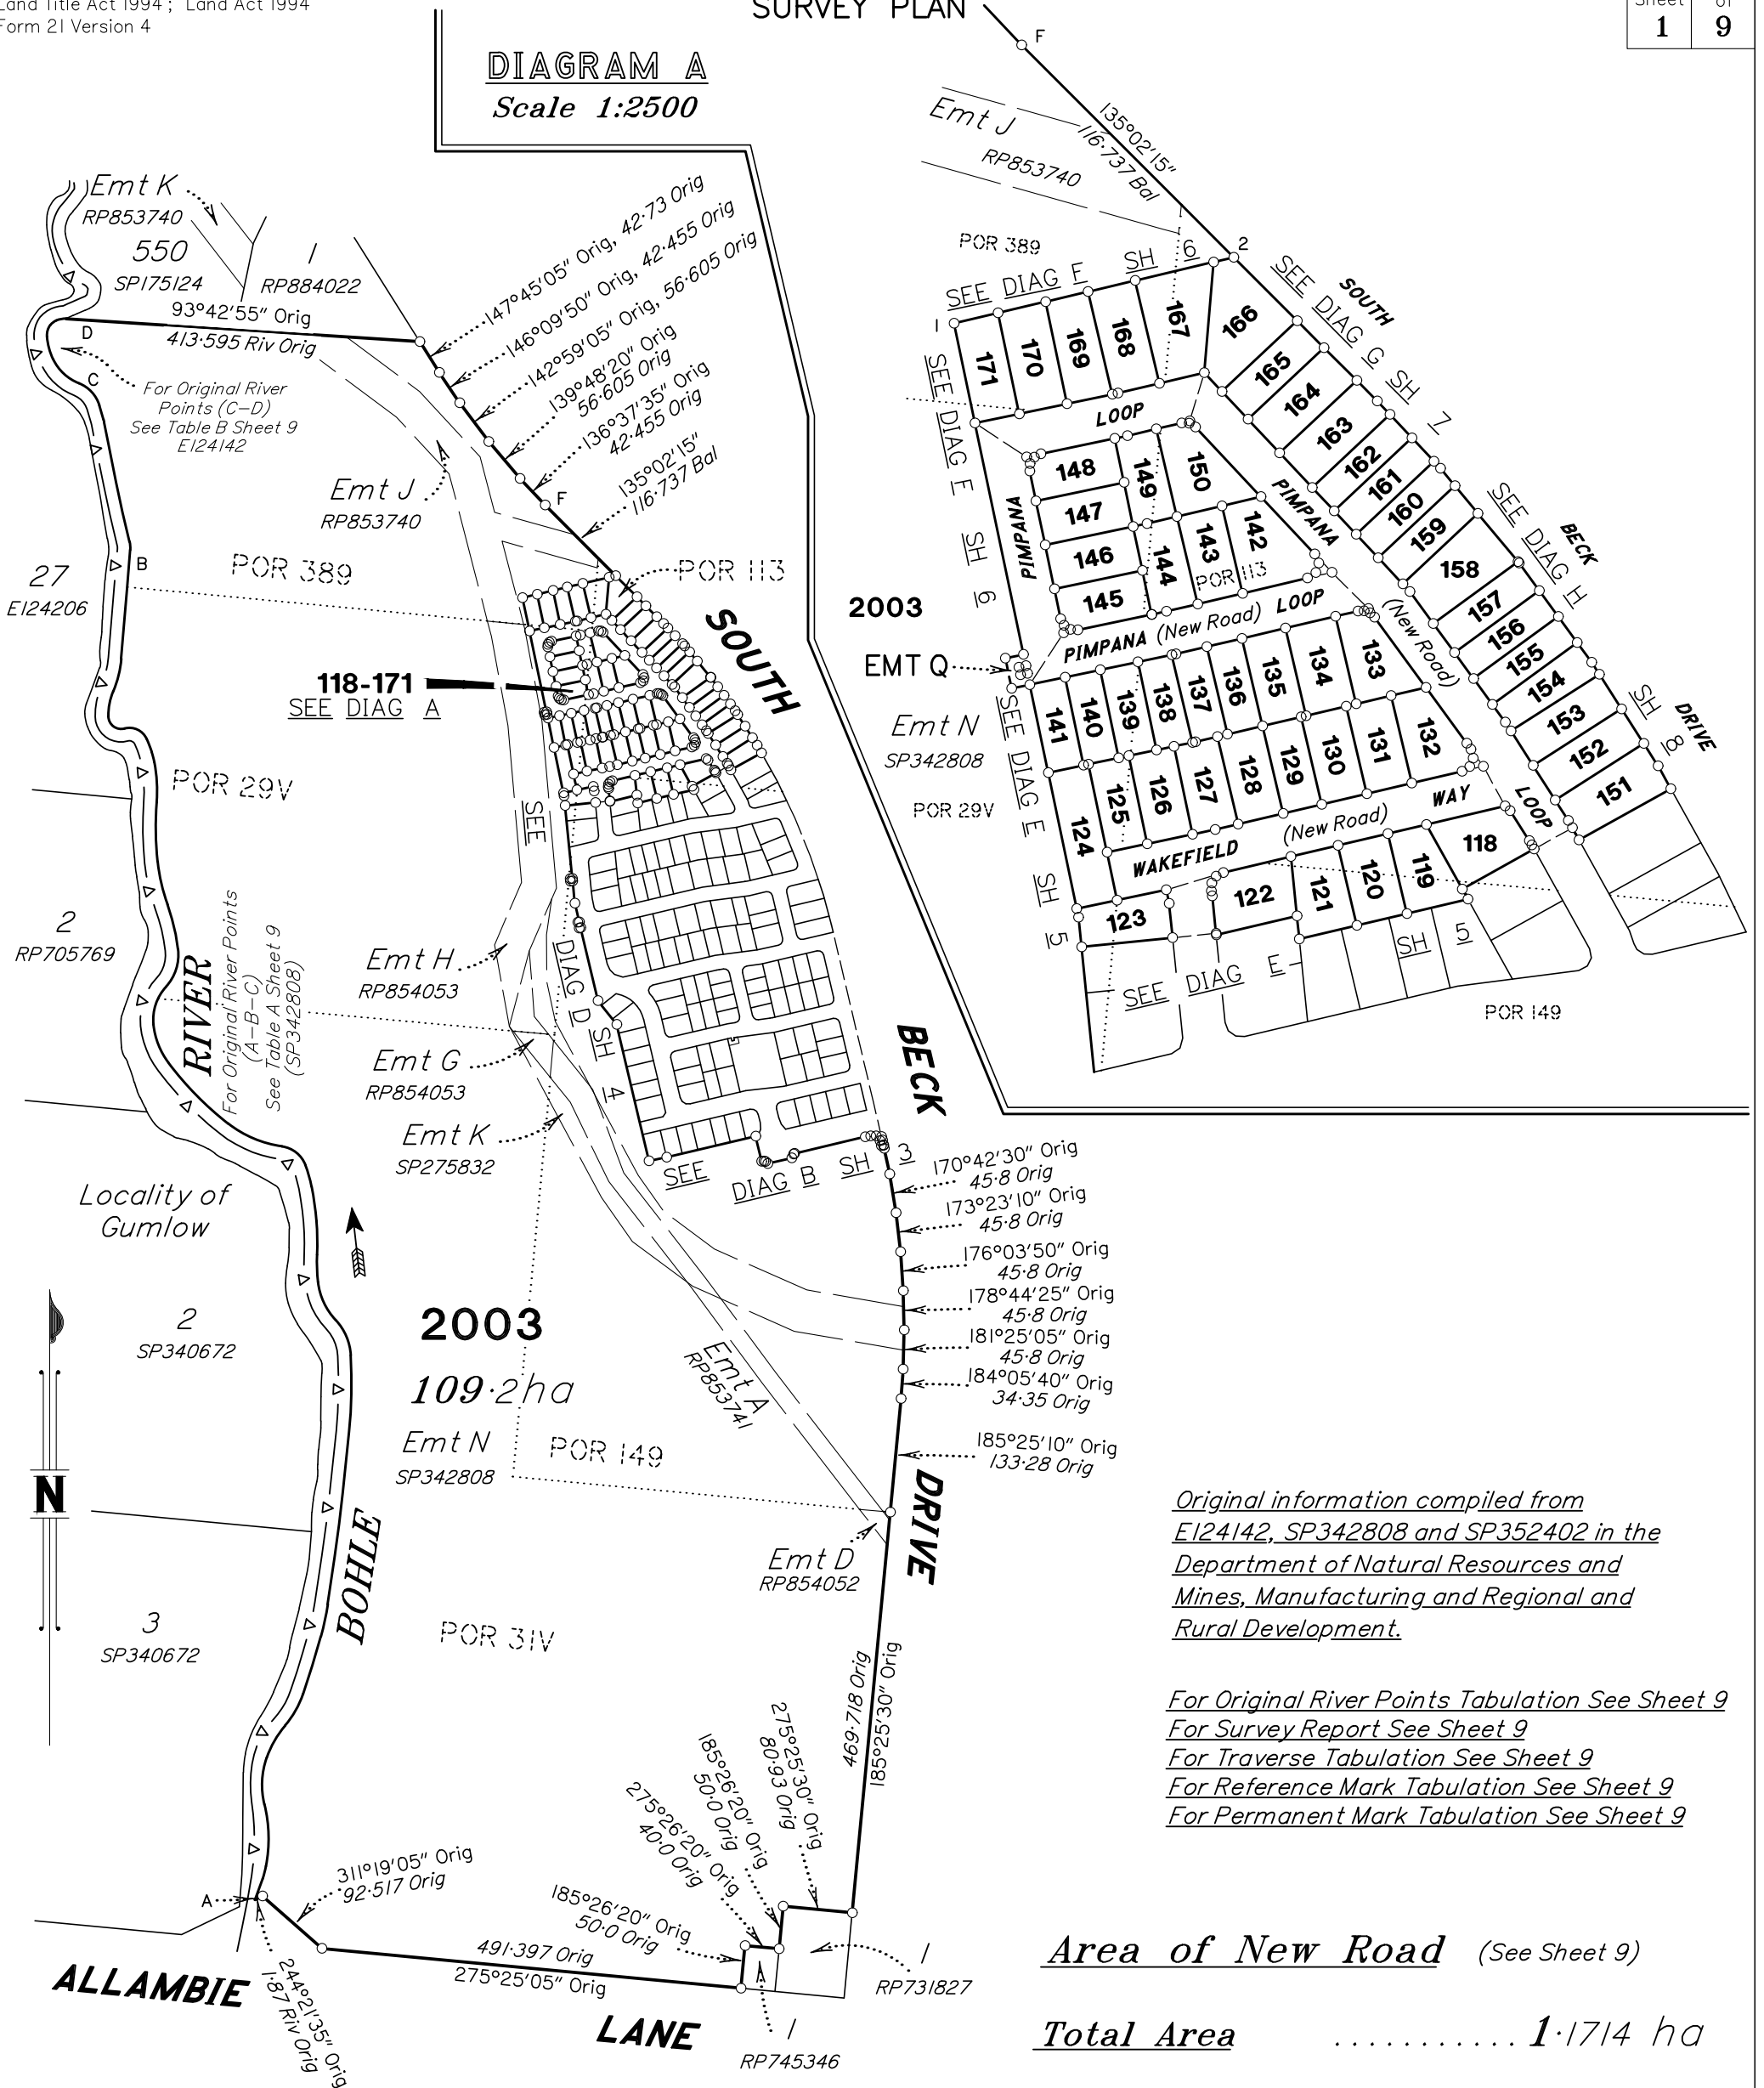 Land Title Act 1994 ; Land Act 1994
Form 21 Version 4
SURVEY PLAN
Sheet
of
1
9
DIAGRAM A
Scale 1:2500
Emt K
RP853740
550
SP175124
1
RP884022
93°42'55" Orig
413·595 Riv Orig
D
C
For Original River
Points (C–D)
See Table B Sheet 9
E124142
147°45'05" Orig, 42·73 Orig
146°09'50" Orig, 42·455 Orig
142°59'05" Orig, 56·605 Orig
139°48'20" Orig
56·605 Orig
136°37'35" Orig
42·455 Orig
135°02'15"
116·737 Bal
F
Emt J
RP853740
B
27
E124206
POR 389
POR 113
118-171
SEE DIAG A
SOUTH
POR 29V
SEE
DIAG D
SH
4
2
RP705769
RIVER
For Original River Points
(A–B–C)
See Table A Sheet 9
(SP342808)
Emt H
RP854053
Emt G
RP854053
Emt K
SP275832
BECK
SEE
DIAG B
SH
3
170°42'30" Orig
45·8 Orig
173°23'10" Orig
45·8 Orig
176°03'50" Orig
45·8 Orig
178°44'25" Orig
45·8 Orig
181°25'05" Orig
45·8 Orig
184°05'40" Orig
34·35 Orig
185°25'10" Orig
133·28 Orig
Locality of
Gumlow
2
SP340672
2003
109·2ha
Emt N
SP342808
POR 149
Emt A
RP853741
N
BOHLE
DRIVE
Emt D
RP854052
3
SP340672
POR 31V
469·718 Orig
185°25'30" Orig
275°25'30" Orig
80·93 Orig
185°26'20" Orig
50·0 Orig
275°26'20" Orig
40·0 Orig
185°26'20" Orig
50·0 Orig
311°19'05" Orig
92·517 Orig
A
491·397 Orig
275°25'05" Orig
244°21'35" Orig
1·87 Riv Orig
ALLAMBIE
LANE
1
RP731827
1
RP745346
F
135°02'15"
116·737 Bal
Emt J
RP853740
POR 389
SEE DIAG F SH 6
2
1
SEE DIAG G SH 7
SOUTH
171
170
169
168
167
166
165
164
163
162
161
160
159
158
157
156
155
154
153
152
151
SEE DIAG F SH 6
LOOP
148
149
150
147
146
145
144
143
142
POR 113
PIMPANA
PIMPANA
SEE DIAG H SH 8
BECK
DRIVE
2003
EMT Q
PIMPANA (New Road) LOOP
(New Road)
LOOP
Emt N
SP342808
POR 29V
SEE DIAG E SH 5
141
140
139
138
137
136
135
134
133
124
125
126
127
128
129
130
131
132
WAKEFIELD (New Road) WAY
123
122
121
120
119
118
SEE DIAG E
SH 5
POR 149
Original information compiled from
E124142, SP342808 and SP352402 in the
Department of Natural Resources and
Mines, Manufacturing and Regional and
Rural Development.
For Original River Points Tabulation See Sheet 9
For Survey Report See Sheet 9
For Traverse Tabulation See Sheet 9
For Reference Mark Tabulation See Sheet 9
For Permanent Mark Tabulation See Sheet 9
Area of New Road (See Sheet 9)
Total Area ........... 1·1714 ha